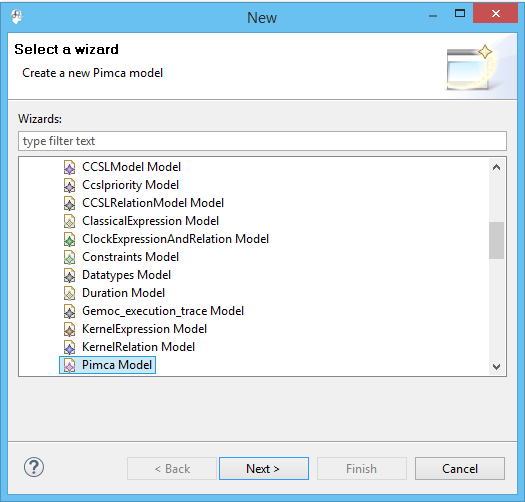 New
Select a wizard
Create a new Pimca model
Wizards:
type filter text
CCSLModel Model
Ccslpriority Model
CCSLRelationModel Model
ClassicalExpression Model
ClockExpressionAndRelation Model
Constraints Model
Datatypes Model
Duration Model
Gemoc_execution_trace Model
KernelExpression Model
KernelRelation Model
Pimca Model
? < Back Next > Finish Cancel